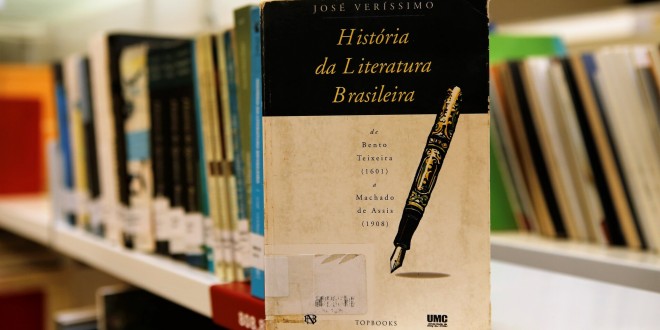 JOSÉ VERÍSSIMO
História
da Literatura
Brasileira
de
Bento
Teixeira
(1601)
a
Machado
de Assis
(1908)
TOPBOOKS
UMC